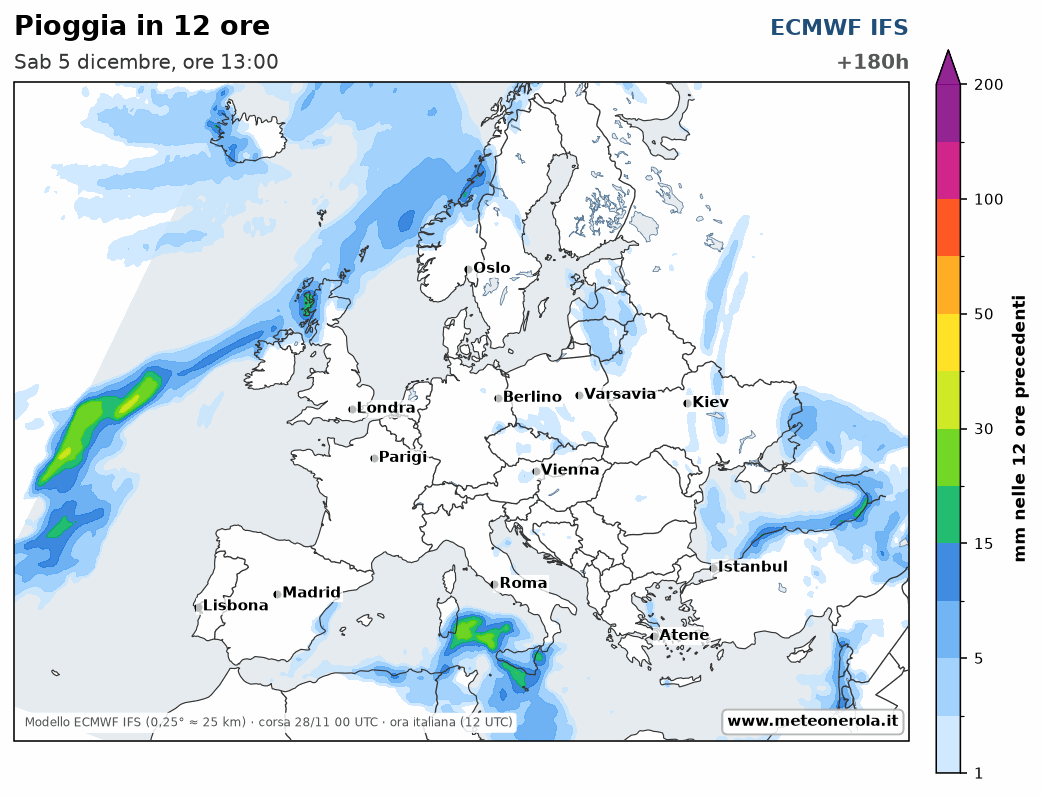 Pioggia in 12 ore
ECMWF IFS
Sab 5 dicembre, ore 13:00
+180h
200
100
50
30
15
5
1
mm nelle 12 ore precedenti
Oslo
Berlino
Varsavia
Kiev
Londra
Parigi
Vienna
Istanbul
Roma
Madrid
Lisbona
Atene
Modello ECMWF IFS (0,25° ≈ 25 km) · corsa 28/11 00 UTC · ora italiana (12 UTC)
www.meteonerola.it